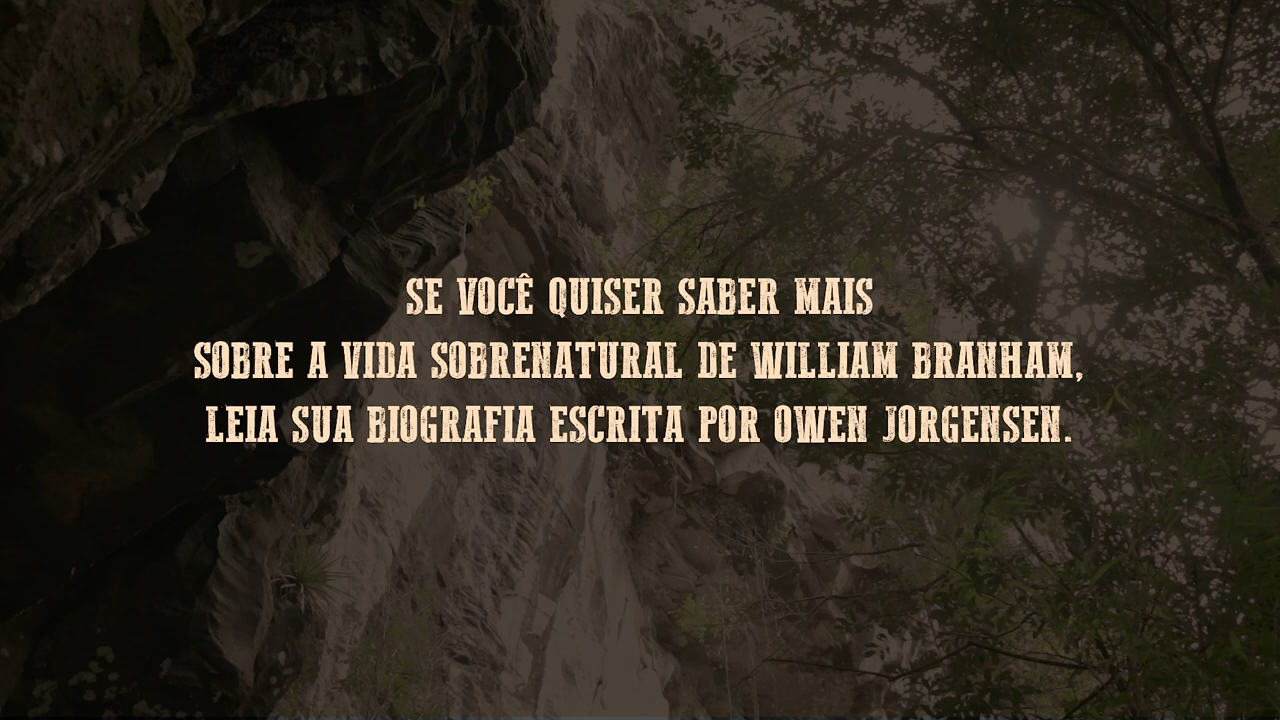 SE VOCÊ QUISER SABER MAIS
SOBRE A VIDA SOBRENATURAL DE WILLIAM BRANHAM,
LEIA SUA BIOGRAFIA ESCRITA POR OWEN JORGENSEN.